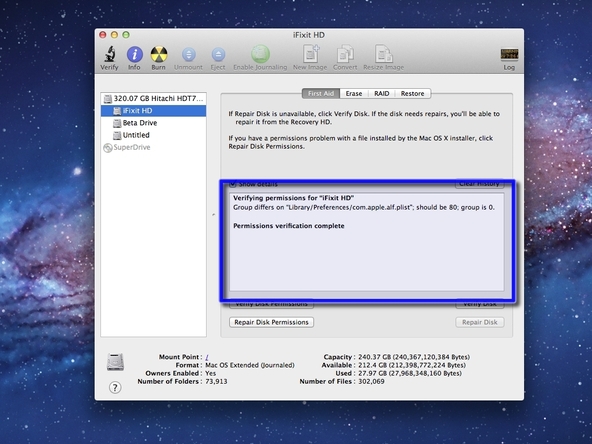 iFixit HD
Verify
Info
Burn
Unmount
Eject
Enable Journaling
New Image
Convert
Resize Image
Log
320.07 GB Hitachi HDT7...
iFixit HD
Beta Drive
Untitled
SuperDrive
First Aid
Erase
RAID
Restore
If Repair Disk is unavailable, click Verify Disk. If the disk needs repairs, you'll be able to
repair it from the Recovery HD.
If you have a permissions problem with a file installed by the Mac OS X installer, click
Repair Disk Permissions.
Show details
Clear History
Verifying permissions for "iFixit HD"
Group differs on "Library/Preferences/com.apple.alf.plist"; should be 80; group is 0.
Permissions verification complete
Verify Disk Permissions
Verify Disk
Repair Disk Permissions
Repair Disk
Mount Point : /
Format : Mac OS Extended (Journaled)
Owners Enabled : Yes
Number of Folders : 73,913
Capacity : 240.37 GB (240,367,120,384 Bytes)
Available : 212.4 GB (212,398,772,224 Bytes)
Used : 27.97 GB (27,968,348,160 Bytes)
Number of Files : 302,069
?